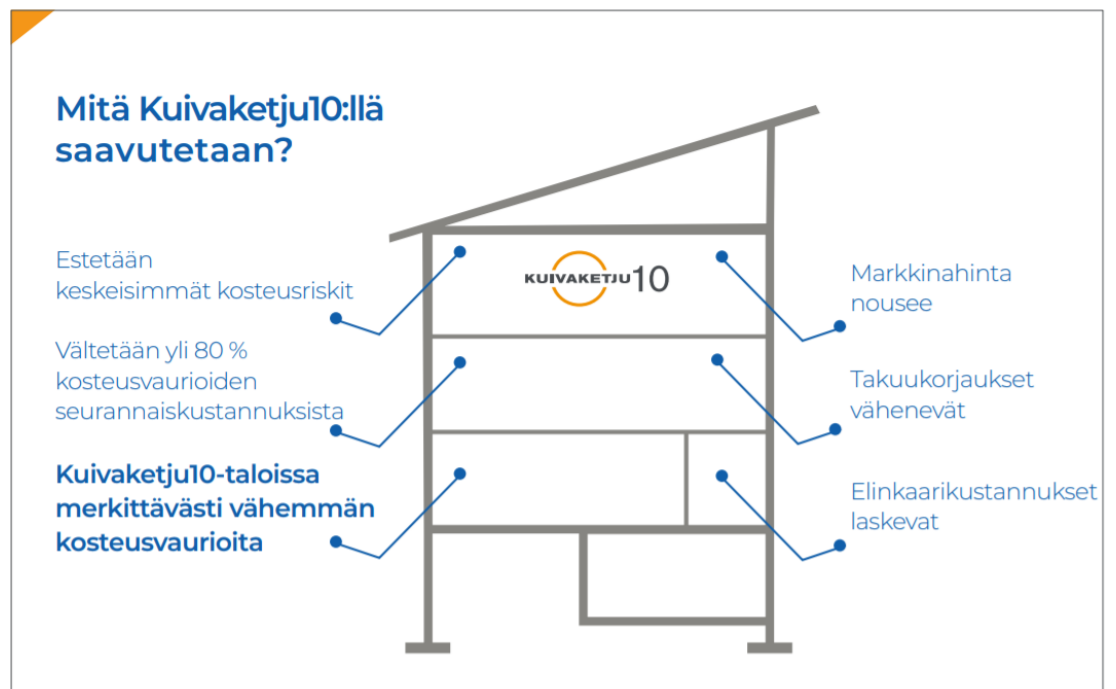 Mitä Kuivaketju10:llä
saavutetaan?
Estetään
keskeisimmät kosteusriskit
Vältetään yli 80 %
kosteusvaurioiden
seurannaiskustannuksista
Kuivaketju10-taloissa
merkittävästi vähemmän
kosteusvaurioita
KUIVAKETJU10
Markkinahinta
nousee
Takuukorjaukset
vähenevät
Elinkaarikustannukset
laskevat